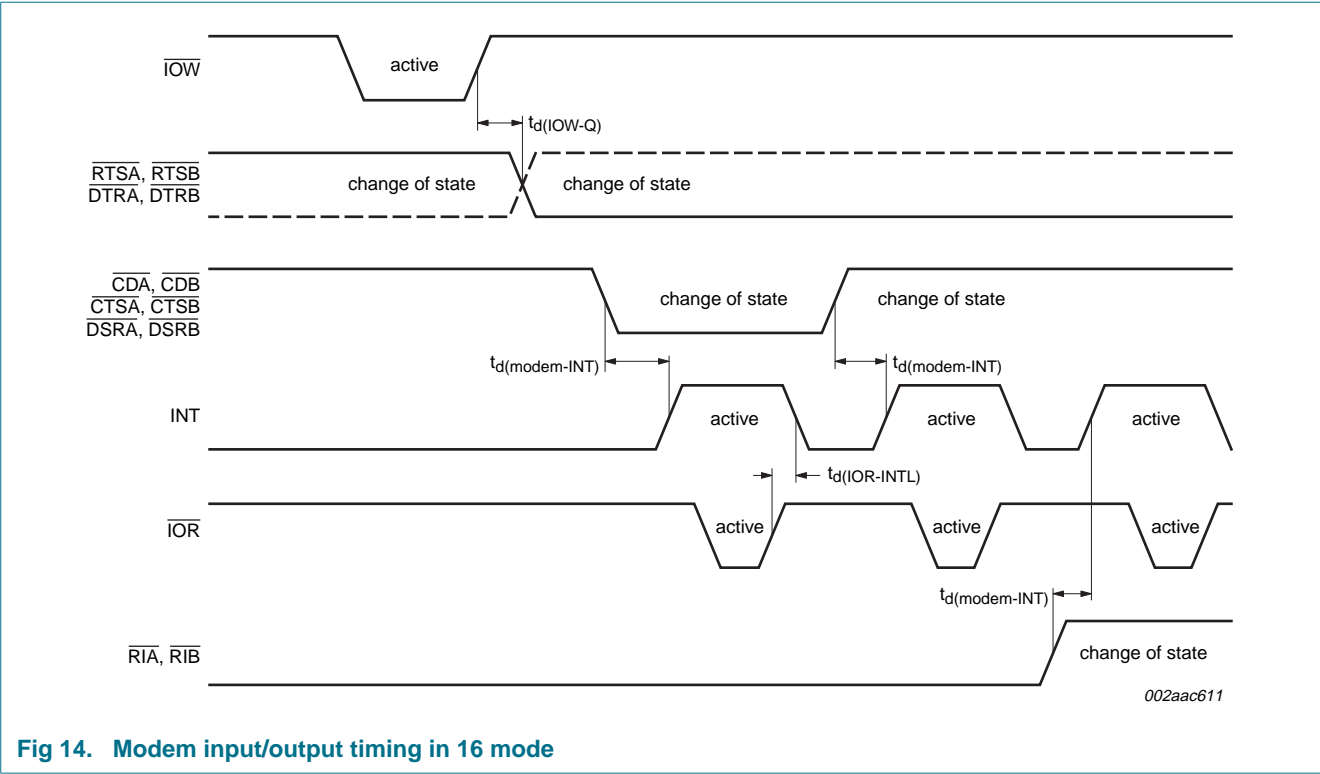 IOW
active
td(IOW-Q)
RTSA, RTSB
DTRA, DTRB
change of state
change of state
CDA, CDB
CTSA, CTSB
DSRA, DSRB
change of state
change of state
td(modem-INT)
td(modem-INT)
INT
active
active
active
td(IOR-INTL)
IOR
active
active
active
td(modem-INT)
RIA, RIB
change of state
002aac611
Fig 14. Modem input/output timing in 16 mode